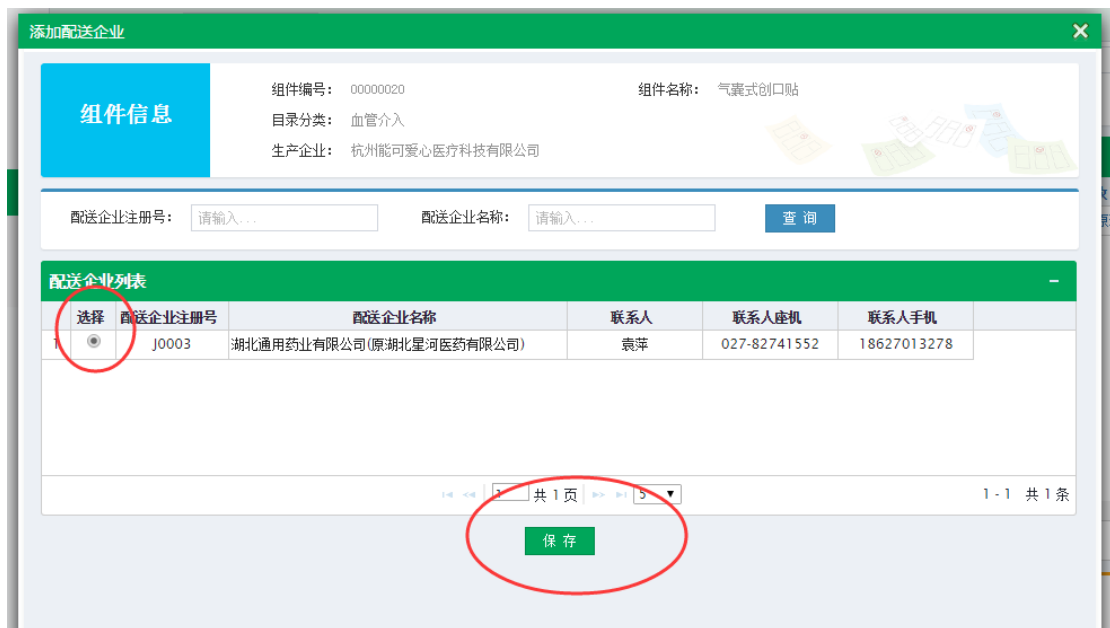 添加配送企业 ×
组件信息
组件编号： 00000020 组件名称： 气囊式创口贴
目录分类： 血管介入
生产企业： 杭州能可爱心医疗科技有限公司
配送企业注册号： 请输入... 配送企业名称： 请输入... 查 询
配送企业列表 −
选择 配送企业注册号 配送企业名称 联系人 联系人座机 联系人手机
1 J0003 湖北通用药业有限公司(原湖北星河医药有限公司) 袁萍 027-82741552 18627013278
1 共 1 页 5 1 - 1 共 1 条
保 存